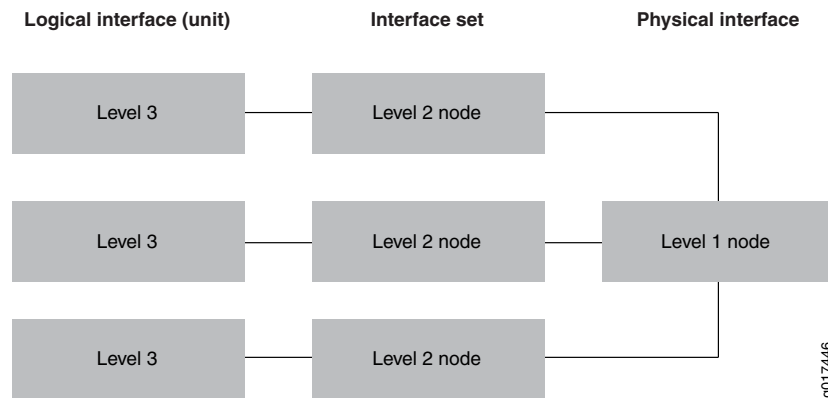 Logical interface (unit) Interface set Physical interface
Level 3 Level 2 node
Level 3 Level 2 node Level 1 node
Level 3 Level 2 node
g017446